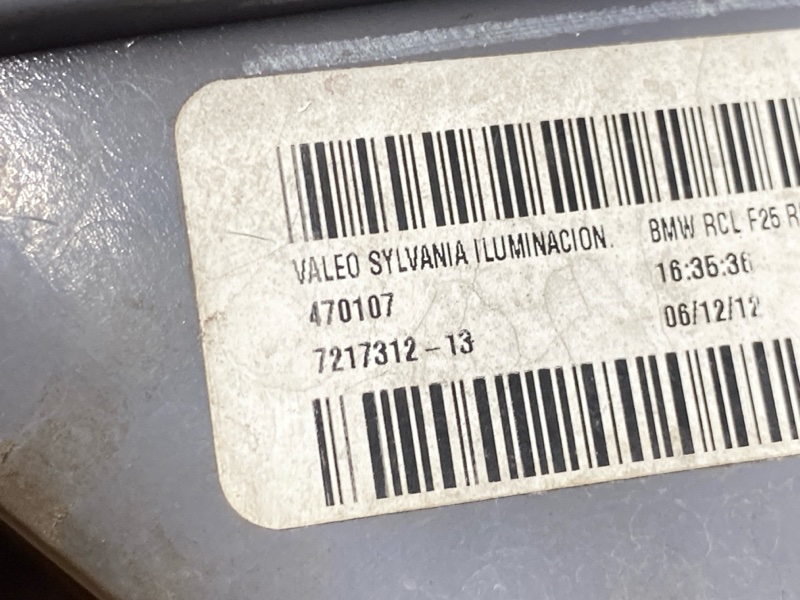 VALEO SYLVANIA ILUMINACION. BMW RCL F25 R
470107 16:35:36
7217312-13 06/12/12